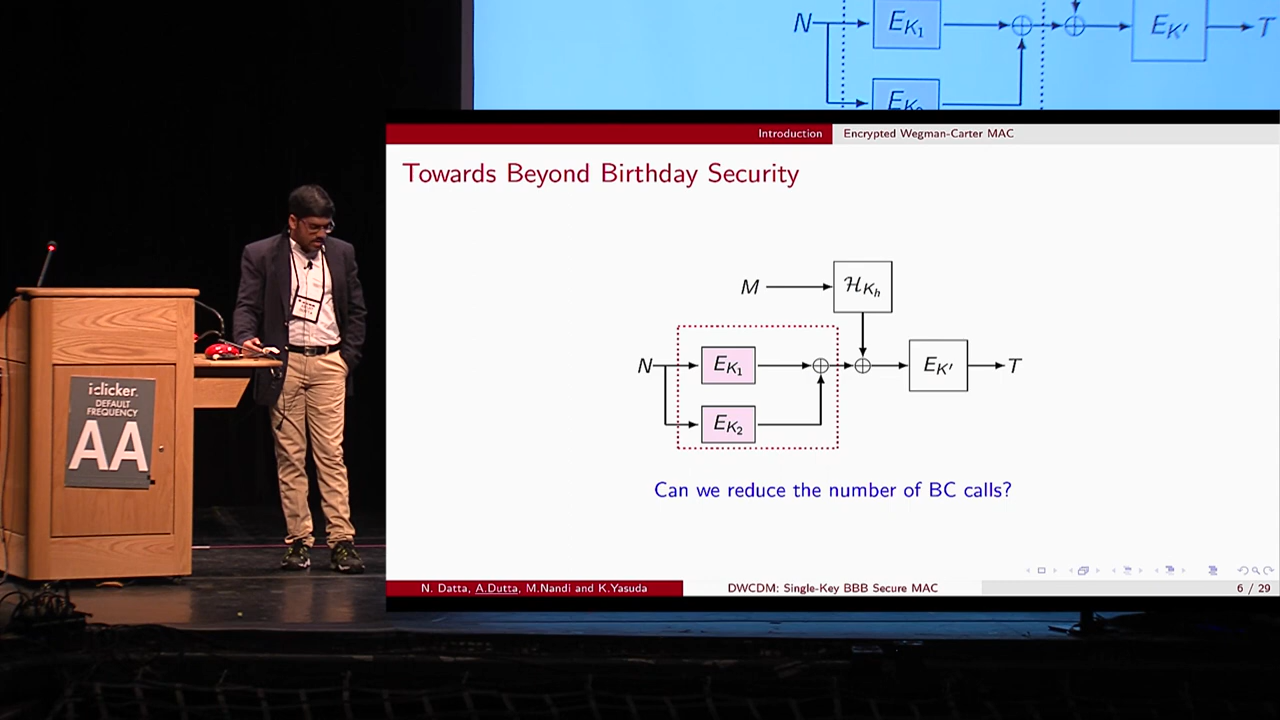 N
E_{K_1}
⊕
⊕
E_{K'}
T
Introduction
Encrypted Wegman-Carter MAC
Towards Beyond Birthday Security
M
ℋ_{K_h}
N
E_{K_1}
⊕
⊕
E_{K'}
T
E_{K_2}
Can we reduce the number of BC calls?
N. Datta, A.Dutta, M.Nandi and K.Yasuda
DWCDM: Single-Key BBB Secure MAC
6 / 29
iclicker.
DEFAULT
FREQUENCY
AA